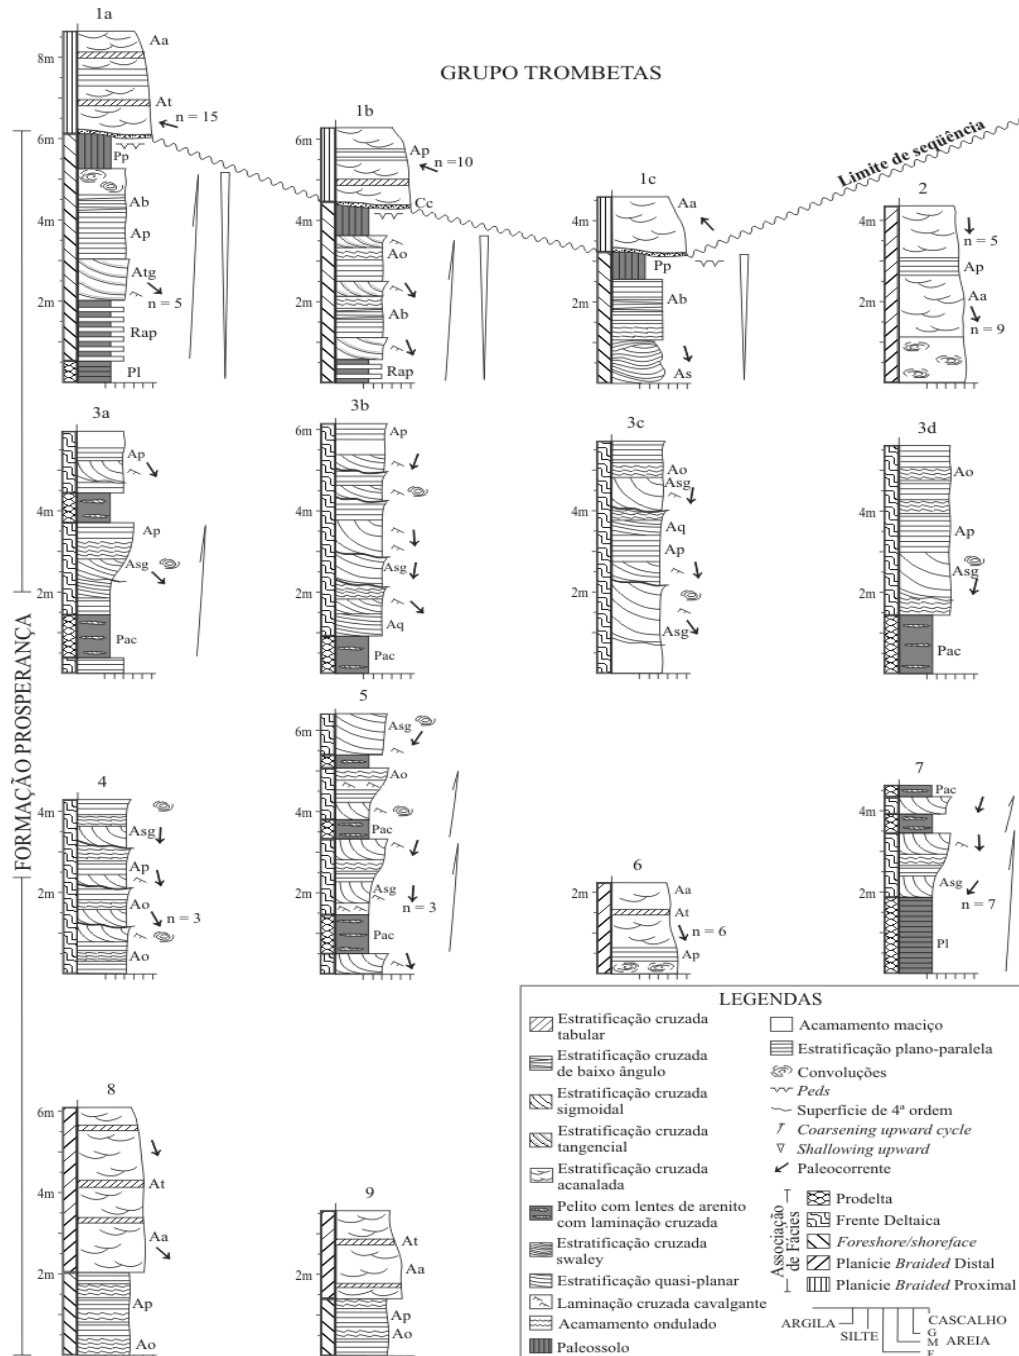 GRUPO TROMBETAS
Limite de seqüência
FORMAÇÃO PROSPERANÇA
1a
8m
6m
4m
2m
Aa
At
n = 15
Pp
Ab
Ap
Atg
n = 5
Rap
Pl
1b
6m
4m
2m
Ap
n =10
Cc
Ao
Ab
Rap
1c
4m
2m
Aa
Pp
Ab
As
2
4m
2m
n = 5
Ap
Aa
n = 9
3a
4m
2m
Ap
Ap
Asg
Pac
3b
6m
4m
2m
Ap
Asg
Aq
Pac
3c
4m
2m
Ao
Asg
Aq
Ap
Asg
3d
4m
2m
Ao
Ap
Asg
Pac
4
4m
2m
Asg
Ap
Ao
n = 3
Ao
5
6m
4m
2m
Asg
Ao
Pac
Asg
n = 3
Pac
6
2m
Aa
At
n = 6
Ap
7
4m
2m
Pac
Asg
n = 7
Pl
8
6m
4m
2m
At
Aa
Ap
Ao
9
2m
At
Aa
Ap
Ao
LEGENDAS
Estratificação cruzada
tabular
Estratificação cruzada
de baixo ângulo
Estratificação cruzada
sigmoidal
Estratificação cruzada
tangencial
Estratificação cruzada
acanalada
Pelito com lentes de arenito
com laminação cruzada
Estratificação cruzada
swaley
Estratificação quasi-planar
Laminação cruzada cavalgante
Acamamento ondulado
Paleossolo
Acamamento maciço
Estratificação plano-paralela
Convoluções
Peds
Superfície de 4ª ordem
Coarsening upward cycle
Shallowing upward
Paleocorrente
Associação
de Fácies
Prodelta
Frente Deltaica
Foreshore/shoreface
Planície Braided Distal
Planície Braided Proximal
ARGILA
SILTE
CASCALHO
G
M AREIA
F